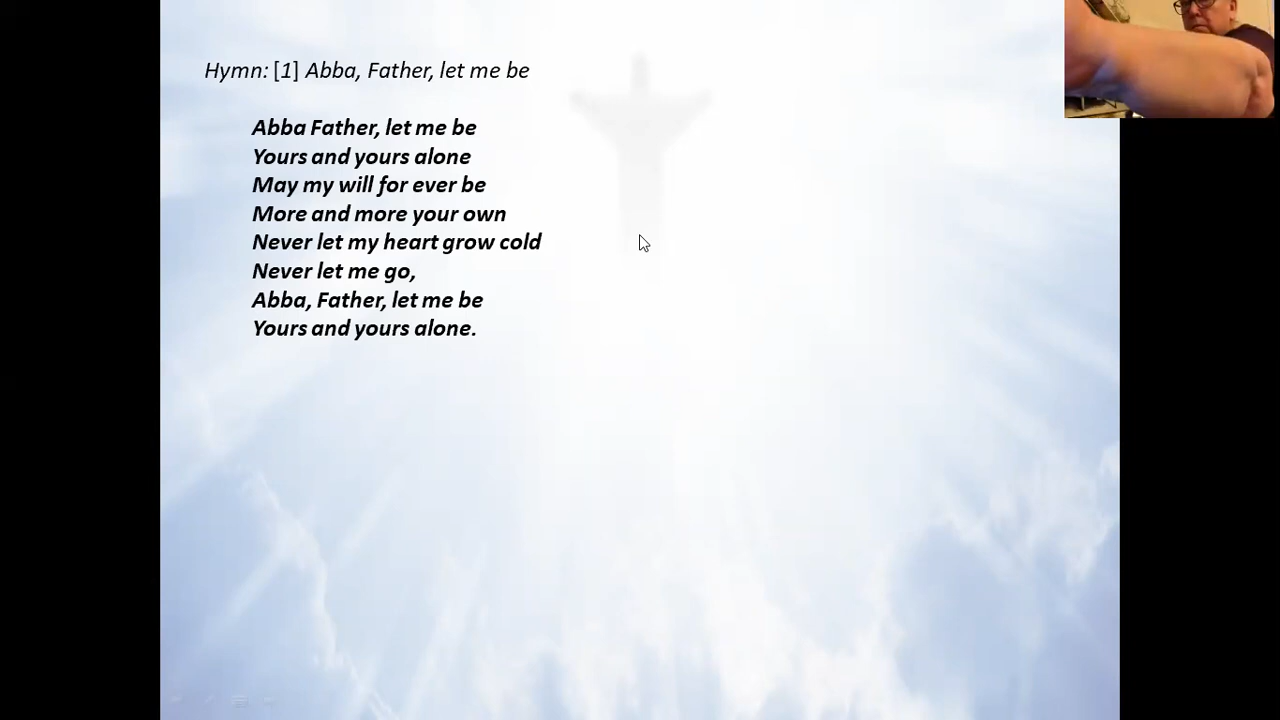 Hymn: [1] Abba, Father, let me be
Abba Father, let me be
Yours and yours alone
May my will for ever be
More and more your own
Never let my heart grow cold
Never let me go,
Abba, Father, let me be
Yours and yours alone.